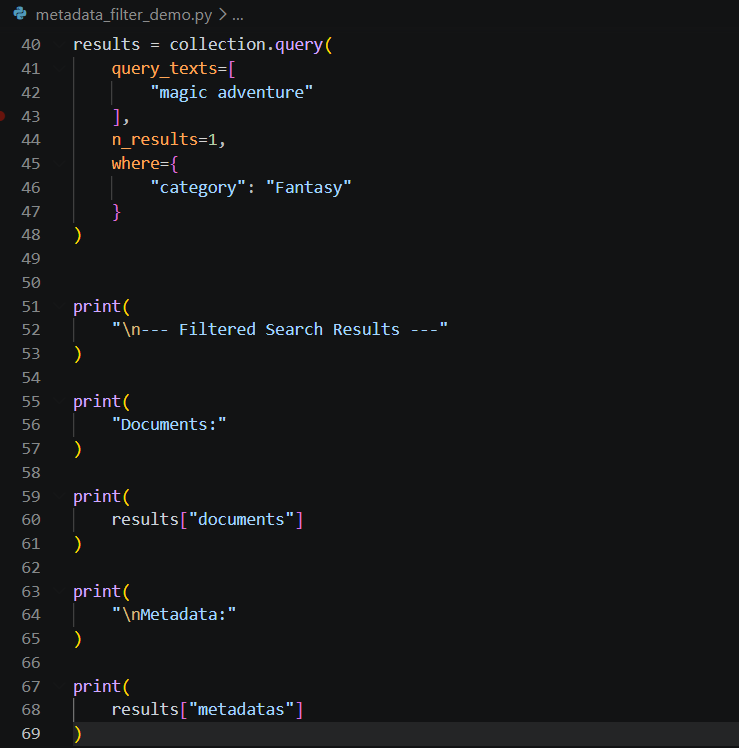 metadata_filter_demo.py > ...
40 results = collection.query(
41     query_texts=[
42         "magic adventure"
43     ],
44     n_results=1,
45     where={
46         "category": "Fantasy"
47     }
48 )
49
50
51 print(
52     "\n--- Filtered Search Results ---"
53 )
54
55 print(
56     "Documents:"
57 )
58
59 print(
60     results["documents"]
61 )
62
63 print(
64     "\nMetadata:"
65 )
66
67 print(
68     results["metadatas"]
69 )